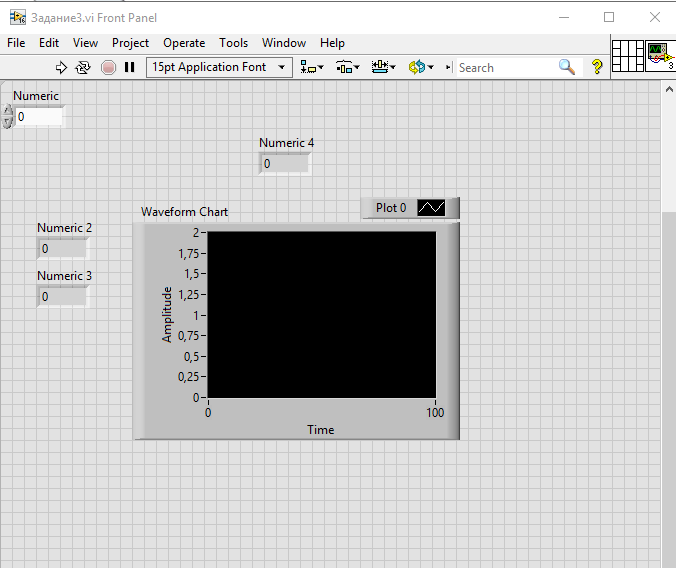 Задание3.vi Front Panel
File Edit View Project Operate Tools Window Help
15pt Application Font
Search
?
3
Numeric
0
Numeric 4
0
Waveform Chart
Plot 0
Numeric 2
0
Numeric 3
0
Amplitude
2
1,75
1,5
1,25
1
0,75
0,5
0,25
0
0
100
Time